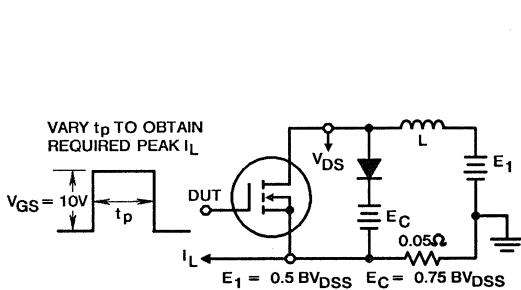 VARY tp TO OBTAIN
REQUIRED PEAK IL
VGS = 10V
tp
DUT
VDS
L
E1
EC
0.05Ω
IL
E1 = 0.5 BVDSS EC = 0.75 BVDSS